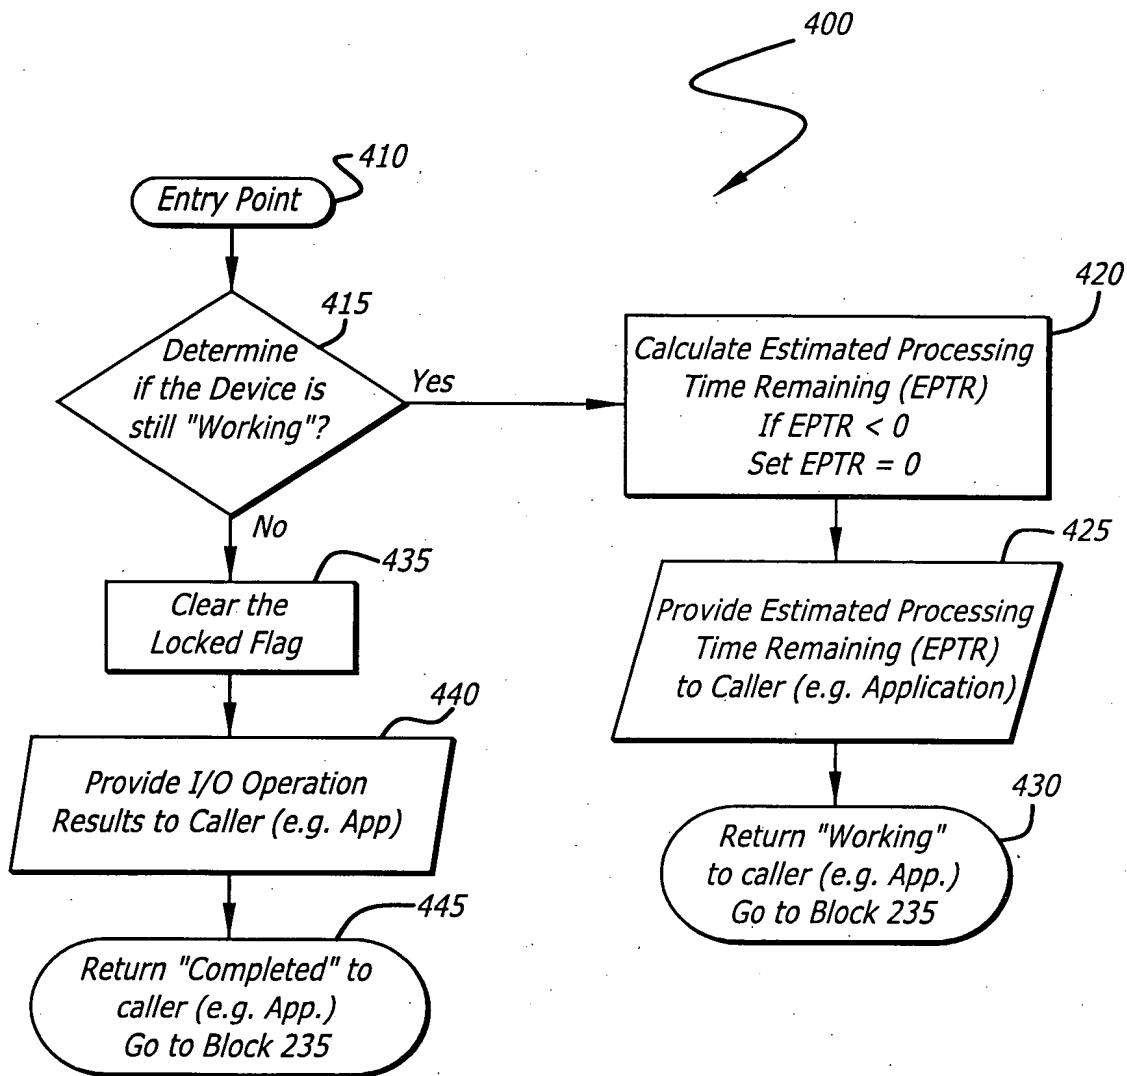 400
410
Entry Point
415
Determine
if the Device is
still "Working"?
Yes
No
420
Calculate Estimated Processing
Time Remaining (EPTR)
If EPTR < 0
Set EPTR = 0
425
Provide Estimated Processing
Time Remaining (EPTR)
to Caller (e.g. Application)
430
Return "Working"
to caller (e.g. App.)
Go to Block 235
435
Clear the
Locked Flag
440
Provide I/O Operation
Results to Caller (e.g. App)
445
Return "Completed" to
caller (e.g. App.)
Go to Block 235